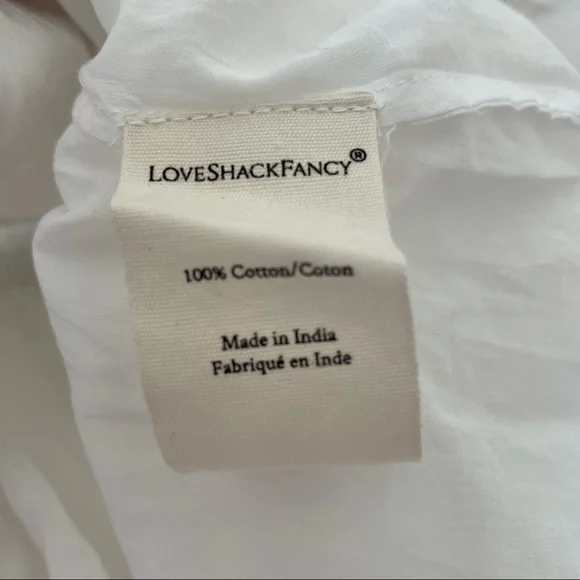 LOVESHACKFANCY®
100% Cotton/Coton
Made in India
Fabriqué en Inde